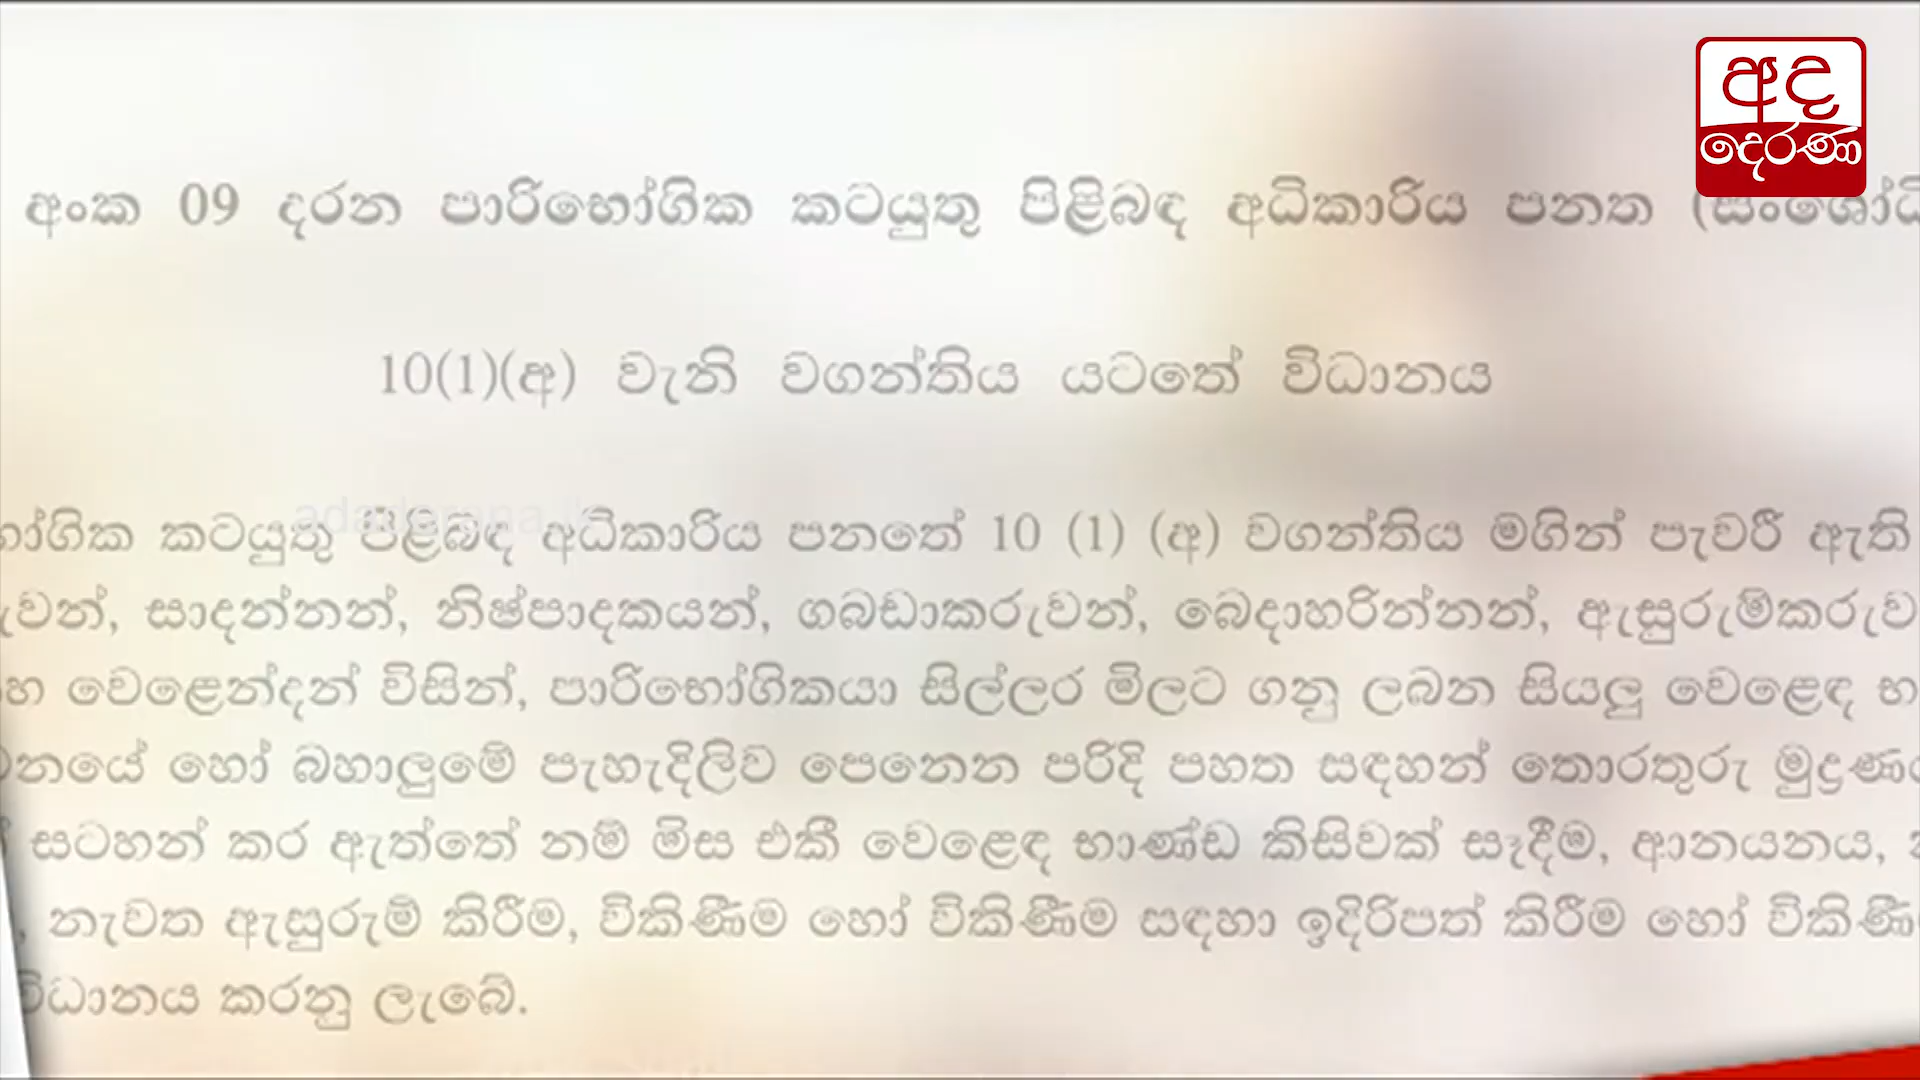 අද
දෙරණ
අංක 09 දරන පාරිභෝගික කටයුතු පිළිබඳ අධිකාරිය පනත
10(1)(අ) වැනි වගන්තිය යටතේ විධානය
කටයුතු පිළිබඳ අධිකාරිය පනතේ 10 (1) (අ) වගන්තිය මගින් පැවරී ඇති
සාදන්නන්, නිෂ්පාදකයන්, ගබඩාකරුවන්, බෙදාහරින්නන්,
වෙළෙන්දන් විසින්, පාරිභෝගිකයා සිල්ලර මිලට ගනු ලබන සියලු වෙළෙඳ
හෝ බහාලුමේ පැහැදිලිව පෙනෙන පරිදි පහත සඳහන් තොරතුරු
සටහන් කර ඇත්තේ නම් මිස එකී වෙළෙඳ භාණ්ඩ කිසිවක් සෑදීම, ආනයනය,
නැවත ඇසුරුම් කිරීම, විකිණීම හෝ විකිණීම සඳහා ඉදිරිපත් කිරීම හෝ
විධානය කරනු ලැබේ.